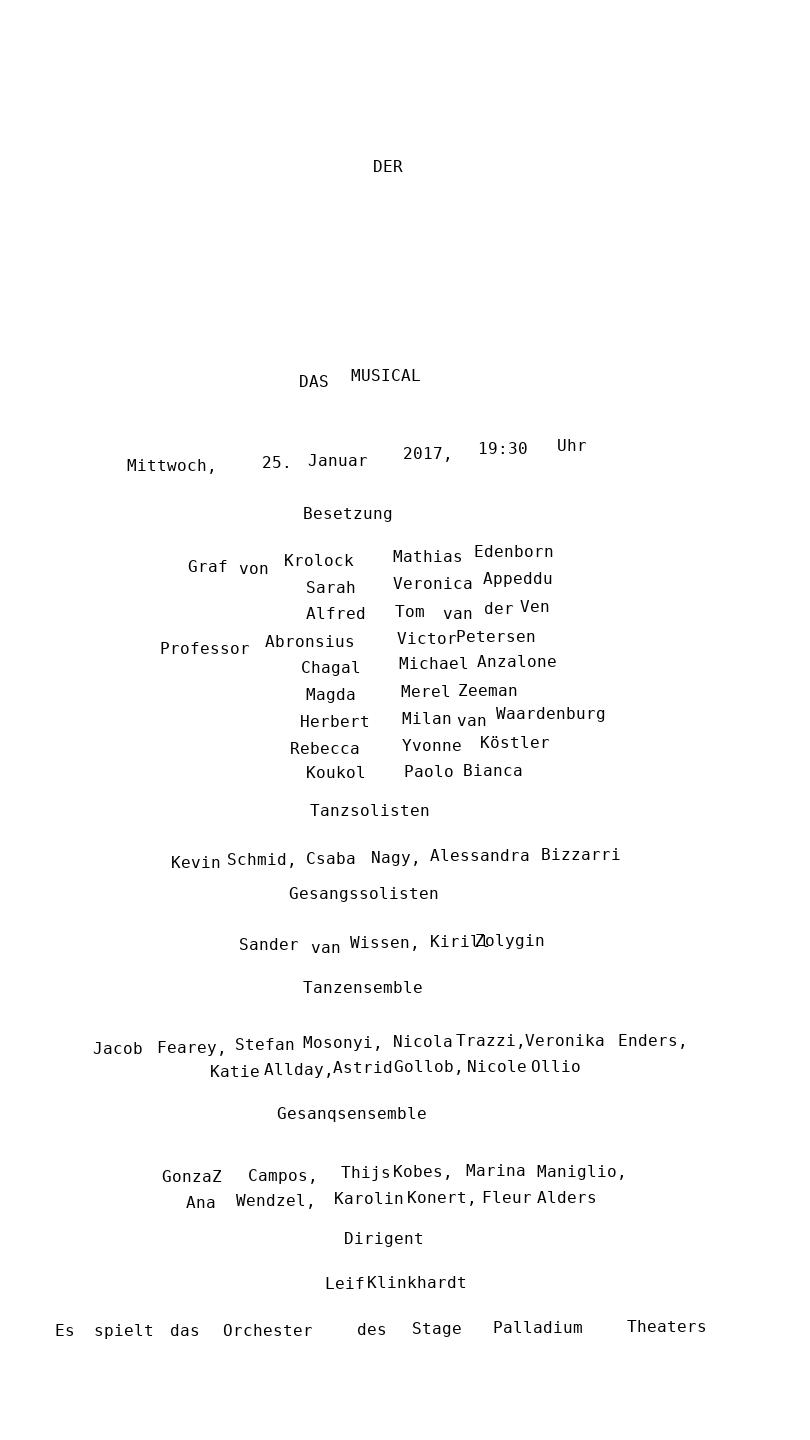 DER
DAS MUSICAL
Mittwoch, 25. Januar 2017, 19:30 Uhr
Besetzung
Graf von Krolock Mathias Edenborn
Sarah Veronica Appeddu
Alfred Tom van der Ven
Professor Abronsius Victor Petersen
Chagal Michael Anzalone
Magda Merel Zeeman
Herbert Milan van Waardenburg
Rebecca Yvonne Köstler
Koukol Paolo Bianca
Tanzsolisten
Kevin Schmid, Csaba Nagy, Alessandra Bizzarri
Gesangssolisten
Sander van Wissen, Kirill Zolygin
Tanzensemble
Jacob Fearey, Stefan Mosonyi, Nicola Trazzi, Veronika Enders,
Katie Allday, Astrid Gollob, Nicole Ollio
Gesanqsensemble
GonzaZ Campos, Thijs Kobes, Marina Maniglio,
Ana Wendzel, Karolin Konert, Fleur Alders
Dirigent
Leif Klinkhardt
Es spielt das Orchester des Stage Palladium Theaters